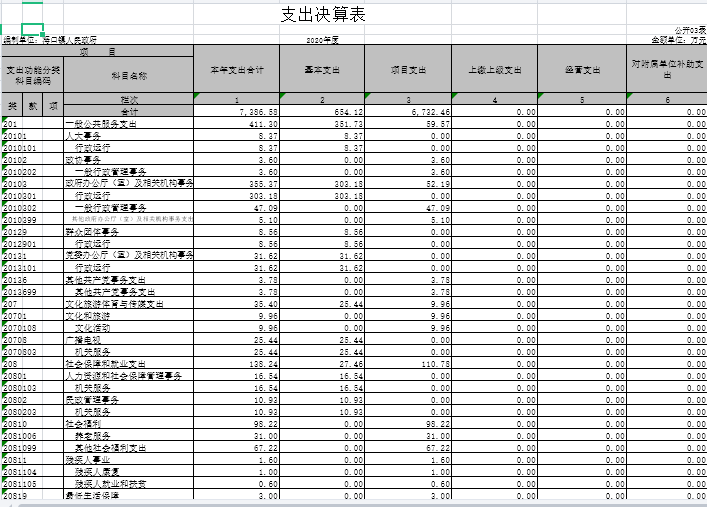 支出决算表
公开03表
编制单位：海口镇人民政府 2020年度 金额单位：万元
项 目 本年支出合计 基本支出 项目支出 上缴上级支出 经营支出 对附属单位补助支出
支出功能分类科目编码 科目名称
类 款 项 栏次 1 2 3 4 5 6
合计 7,386.58 654.12 6,732.46 0.00 0.00 0.00
201 一般公共服务支出 411.30 351.73 59.57 0.00 0.00 0.00
20101 人大事务 8.37 8.37 0.00 0.00 0.00 0.00
2010101 行政运行 8.37 8.37 0.00 0.00 0.00 0.00
20102 政协事务 3.60 0.00 3.60 0.00 0.00 0.00
2010202 一般行政管理事务 3.60 0.00 3.60 0.00 0.00 0.00
20103 政府办公厅（室）及相关机构事务 355.37 303.18 52.19 0.00 0.00 0.00
2010301 行政运行 303.18 303.18 0.00 0.00 0.00 0.00
2010302 一般行政管理事务 47.09 0.00 47.09 0.00 0.00 0.00
2010399 其他政府办公厅（室）及相关机构事务支出 5.10 0.00 5.10 0.00 0.00 0.00
20129 群众团体事务 8.56 8.56 0.00 0.00 0.00 0.00
2012901 行政运行 8.56 8.56 0.00 0.00 0.00 0.00
20131 党委办公厅（室）及相关机构事务 31.62 31.62 0.00 0.00 0.00 0.00
2013101 行政运行 31.62 31.62 0.00 0.00 0.00 0.00
20136 其他共产党事务支出 3.78 0.00 3.78 0.00 0.00 0.00
2013699 其他共产党事务支出 3.78 0.00 3.78 0.00 0.00 0.00
207 文化旅游体育与传媒支出 35.40 25.44 9.96 0.00 0.00 0.00
20701 文化和旅游 9.96 0.00 9.96 0.00 0.00 0.00
2070108 文化活动 9.96 0.00 9.96 0.00 0.00 0.00
20708 广播电视 25.44 25.44 0.00 0.00 0.00 0.00
2070803 机关服务 25.44 25.44 0.00 0.00 0.00 0.00
208 社会保障和就业支出 138.24 27.46 110.78 0.00 0.00 0.00
20801 人力资源和社会保障管理事务 16.54 16.54 0.00 0.00 0.00 0.00
2080103 机关服务 16.54 16.54 0.00 0.00 0.00 0.00
20802 民政管理事务 10.93 10.93 0.00 0.00 0.00 0.00
2080203 机关服务 10.93 10.93 0.00 0.00 0.00 0.00
20810 社会福利 98.22 0.00 98.22 0.00 0.00 0.00
2081006 养老服务 31.00 0.00 31.00 0.00 0.00 0.00
2081099 其他社会福利支出 67.22 0.00 67.22 0.00 0.00 0.00
20811 残疾人事业 1.60 0.00 1.60 0.00 0.00 0.00
2081104 残疾人康复 1.00 0.00 1.00 0.00 0.00 0.00
2081105 残疾人就业和扶贫 0.60 0.00 0.60 0.00 0.00 0.00
20819 最低生活保障 3.00 0.00 3.00 0.00 0.00 0.00